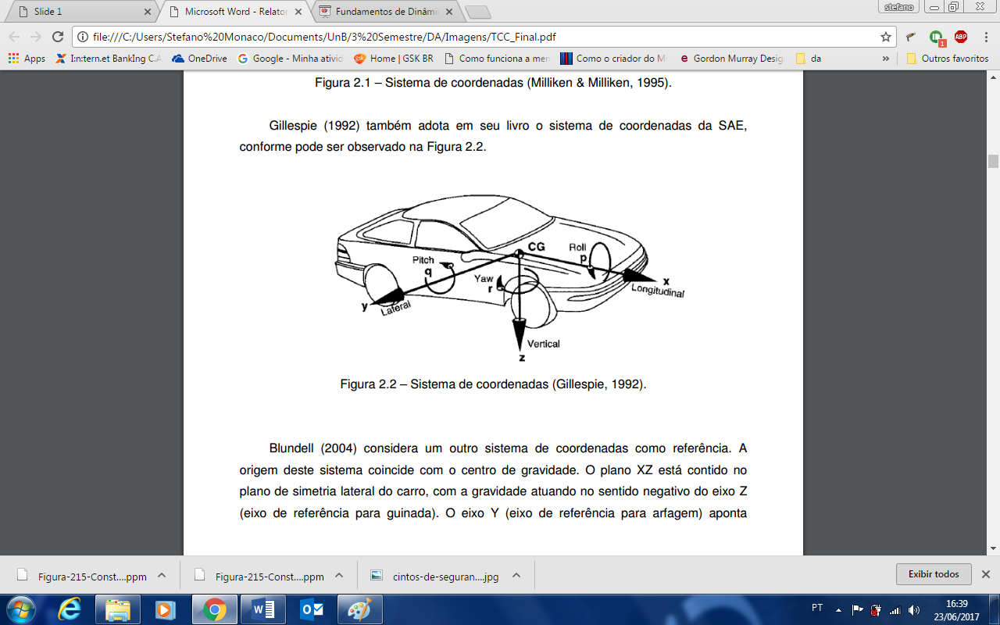 Slide 1
Microsoft Word - Relator
Fundamentos de Dinâmi
stefano
file:///C:/Users/Stefano%20Monaco/Documents/UnB/3%20Semestre/DA/Imagens/TCC_Final.pdf
1
ABP
Apps
I:n:tern.et BankIng C.A
OneDrive
Google - Minha ativid
Home | GSK BR
Como funciona a mer
Como o criador do M
Gordon Murray Desig
da
»
Outros favoritos
Figura 2.1 – Sistema de coordenadas (Milliken & Milliken, 1995).
Gillespie (1992) também adota em seu livro o sistema de coordenadas da SAE,
conforme pode ser observado na Figura 2.2.
CG
Roll
p
Pitch
q
Yaw
r
x
Longitudinal
y
Lateral
Vertical
z
Figura 2.2 – Sistema de coordenadas (Gillespie, 1992).
Blundell (2004) considera um outro sistema de coordenadas como referência. A
origem deste sistema coincide com o centro de gravidade. O plano XZ está contido no
plano de simetria lateral do carro, com a gravidade atuando no sentido negativo do eixo Z
(eixo de referência para guinada). O eixo Y (eixo de referência para arfagem) aponta
Figura-215-Const....ppm
Figura-215-Const....ppm
cintos-de-seguran....jpg
Exibir todos
PT
16:39
23/06/2017